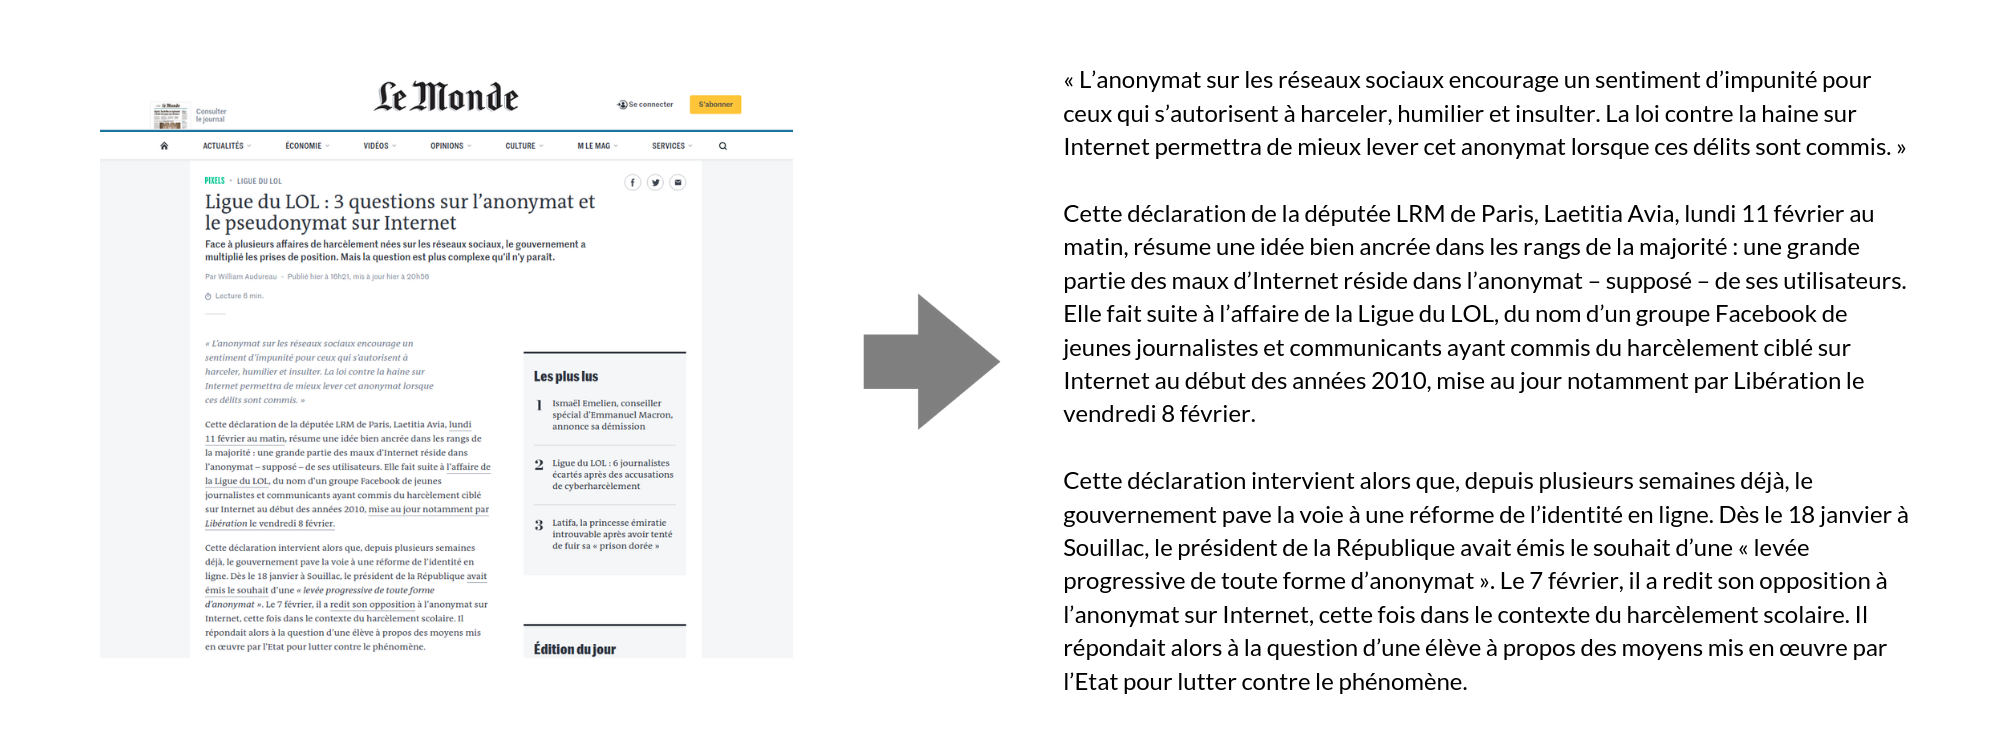 Consulter
le journal
Le Monde
Se connecter
S'abonner
ACTUALITÉS
ÉCONOMIE
VIDÉOS
OPINIONS
CULTURE
M LE MAG
SERVICES
PIXELS • LIGUE DU LOL
Ligue du LOL : 3 questions sur l’anonymat et
le pseudonymat sur Internet
Face à plusieurs affaires de harcèlement nées sur les réseaux sociaux, le gouvernement a
multiplié les prises de position. Mais la question est plus complexe qu’il n’y paraît.
Par William Audureau • Publié hier à 16h21, mis à jour hier à 20h56
Lecture 6 min.
« L’anonymat sur les réseaux sociaux encourage un
sentiment d’impunité pour ceux qui s’autorisent à
harceler, humilier et insulter. La loi contre la haine sur
Internet permettra de mieux lever cet anonymat lorsque
ces délits sont commis. »
Cette déclaration de la députée LRM de Paris, Laetitia Avia, lundi
11 février au matin, résume une idée bien ancrée dans les rangs de
la majorité : une grande partie des maux d’Internet réside dans
l’anonymat – supposé – de ses utilisateurs. Elle fait suite à l’affaire de
la Ligue du LOL, du nom d’un groupe Facebook de jeunes
journalistes et communicants ayant commis du harcèlement ciblé
sur Internet au début des années 2010, mise au jour notamment par
Libération le vendredi 8 février.
Cette déclaration intervient alors que, depuis plusieurs semaines
déjà, le gouvernement pave la voie à une réforme de l’identité en
ligne. Dès le 18 janvier à Souillac, le président de la République avait
émis le souhait d’une « levée progressive de toute forme
d’anonymat ». Le 7 février, il a redit son opposition à l’anonymat sur
Internet, cette fois dans le contexte du harcèlement scolaire. Il
répondait alors à la question d’une élève à propos des moyens mis
en œuvre par l’Etat pour lutter contre le phénomène.
Les plus lus
1 Ismaël Emelien, conseiller
spécial d’Emmanuel Macron,
annonce sa démission
2 Ligue du LOL : 6 journalistes
écartés après des accusations
de cyberharcèlement
3 Latifa, la princesse émiratie
introuvable après avoir tenté
de fuir sa « prison dorée »
Édition du jour
« L’anonymat sur les réseaux sociaux encourage un sentiment d’impunité pour
ceux qui s’autorisent à harceler, humilier et insulter. La loi contre la haine sur
Internet permettra de mieux lever cet anonymat lorsque ces délits sont commis. »
Cette déclaration de la députée LRM de Paris, Laetitia Avia, lundi 11 février au
matin, résume une idée bien ancrée dans les rangs de la majorité : une grande
partie des maux d’Internet réside dans l’anonymat – supposé – de ses utilisateurs.
Elle fait suite à l’affaire de la Ligue du LOL, du nom d’un groupe Facebook de
jeunes journalistes et communicants ayant commis du harcèlement ciblé sur
Internet au début des années 2010, mise au jour notamment par Libération le
vendredi 8 février.
Cette déclaration intervient alors que, depuis plusieurs semaines déjà, le
gouvernement pave la voie à une réforme de l’identité en ligne. Dès le 18 janvier à
Souillac, le président de la République avait émis le souhait d’une « levée
progressive de toute forme d’anonymat ». Le 7 février, il a redit son opposition à
l’anonymat sur Internet, cette fois dans le contexte du harcèlement scolaire. Il
répondait alors à la question d’une élève à propos des moyens mis en œuvre par
l’Etat pour lutter contre le phénomène.